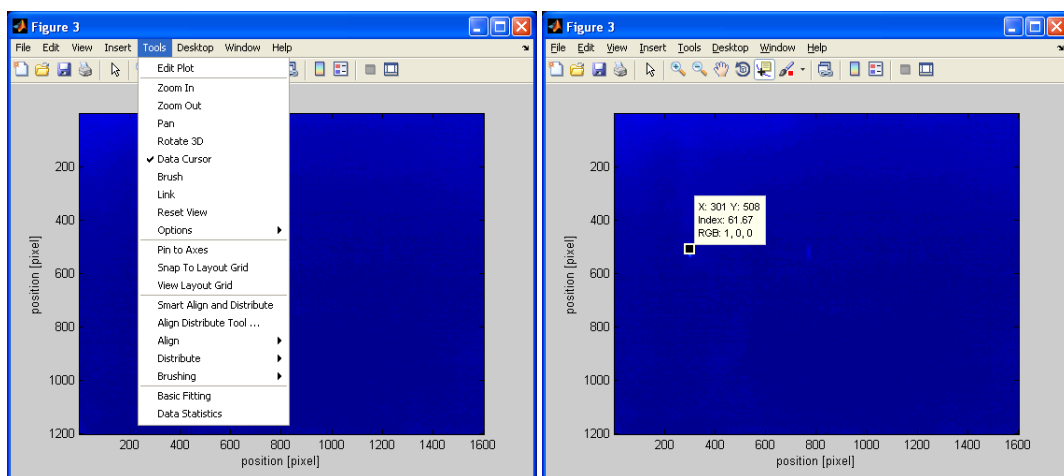 Figure 3
File Edit View Insert Tools Desktop Window Help
Edit Plot
Zoom In
Zoom Out
Pan
Rotate 3D
Data Cursor
Brush
Link
Reset View
Options
Pin to Axes
Snap To Layout Grid
View Layout Grid
Smart Align and Distribute
Align Distribute Tool ...
Align
Distribute
Brushing
Basic Fitting
Data Statistics
200
400
600
800
1000
1200
position [pixel]
200 400 600 800 1000 1200 1400 1600
position [pixel]
Figure 3
File Edit View Insert Tools Desktop Window Help
X: 301 Y: 508
Index: 61.67
RGB: 1, 0, 0
200
400
600
800
1000
1200
position [pixel]
200 400 600 800 1000 1200 1400 1600
position [pixel]